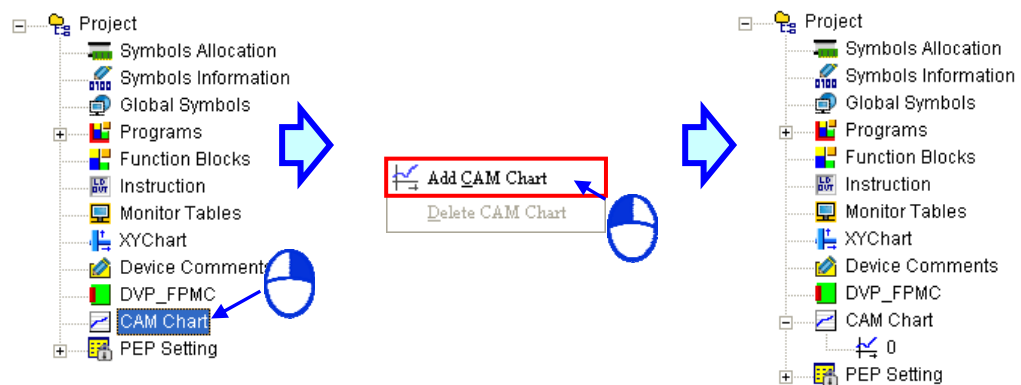 Project
Symbols Allocation
Symbols Information
Global Symbols
Programs
Function Blocks
Instruction
Monitor Tables
XYChart
Device Comments
DVP_FPMC
CAM Chart
PEP Setting
Add CAM Chart
Delete CAM Chart
Project
Symbols Allocation
Symbols Information
Global Symbols
Programs
Function Blocks
Instruction
Monitor Tables
XYChart
Device Comments
DVP_FPMC
CAM Chart
0
PEP Setting